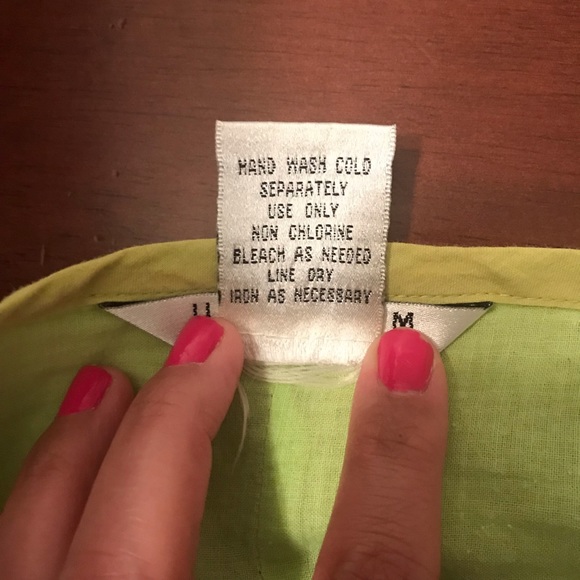 HAND WASH COLD
SEPARATELY
USE ONLY
NON CHLORINE
BLEACH AS NEEDED
LINE DRY
IRON AS NECESSARY
M